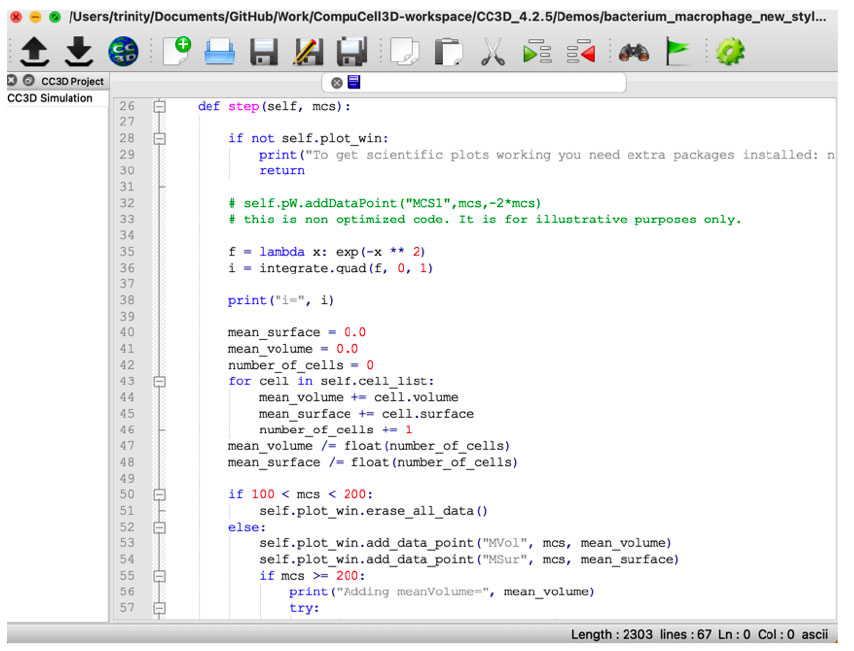 /Users/trinity/Documents/GitHub/Work/CompuCell3D-workspace/CC3D_4.2.5/Demos/bacterium_macrophage_new_styl...
CC
3D
CC3D Project
CC3D Simulation
26 def step(self, mcs):
27
28 if not self.plot_win:
29 print("To get scientific plots working you need extra packages installed: n
30 return
31
32 # self.pW.addDataPoint("MCS1",mcs,-2*mcs)
33 # this is non optimized code. It is for illustrative purposes only.
34
35 f = lambda x: exp(-x ** 2)
36 i = integrate.quad(f, 0, 1)
37
38 print("i=", i)
39
40 mean_surface = 0.0
41 mean_volume = 0.0
42 number_of_cells = 0
43 for cell in self.cell_list:
44 mean_volume += cell.volume
45 mean_surface += cell.surface
46 number_of_cells += 1
47 mean_volume /= float(number_of_cells)
48 mean_surface /= float(number_of_cells)
49
50 if 100 < mcs < 200:
51 self.plot_win.erase_all_data()
52 else:
53 self.plot_win.add_data_point("MVol", mcs, mean_volume)
54 self.plot_win.add_data_point("MSur", mcs, mean_surface)
55 if mcs >= 200:
56 print("Adding meanVolume=", mean_volume)
57 try:
Length : 2303 lines : 67 Ln : 0 Col : 0 ascii